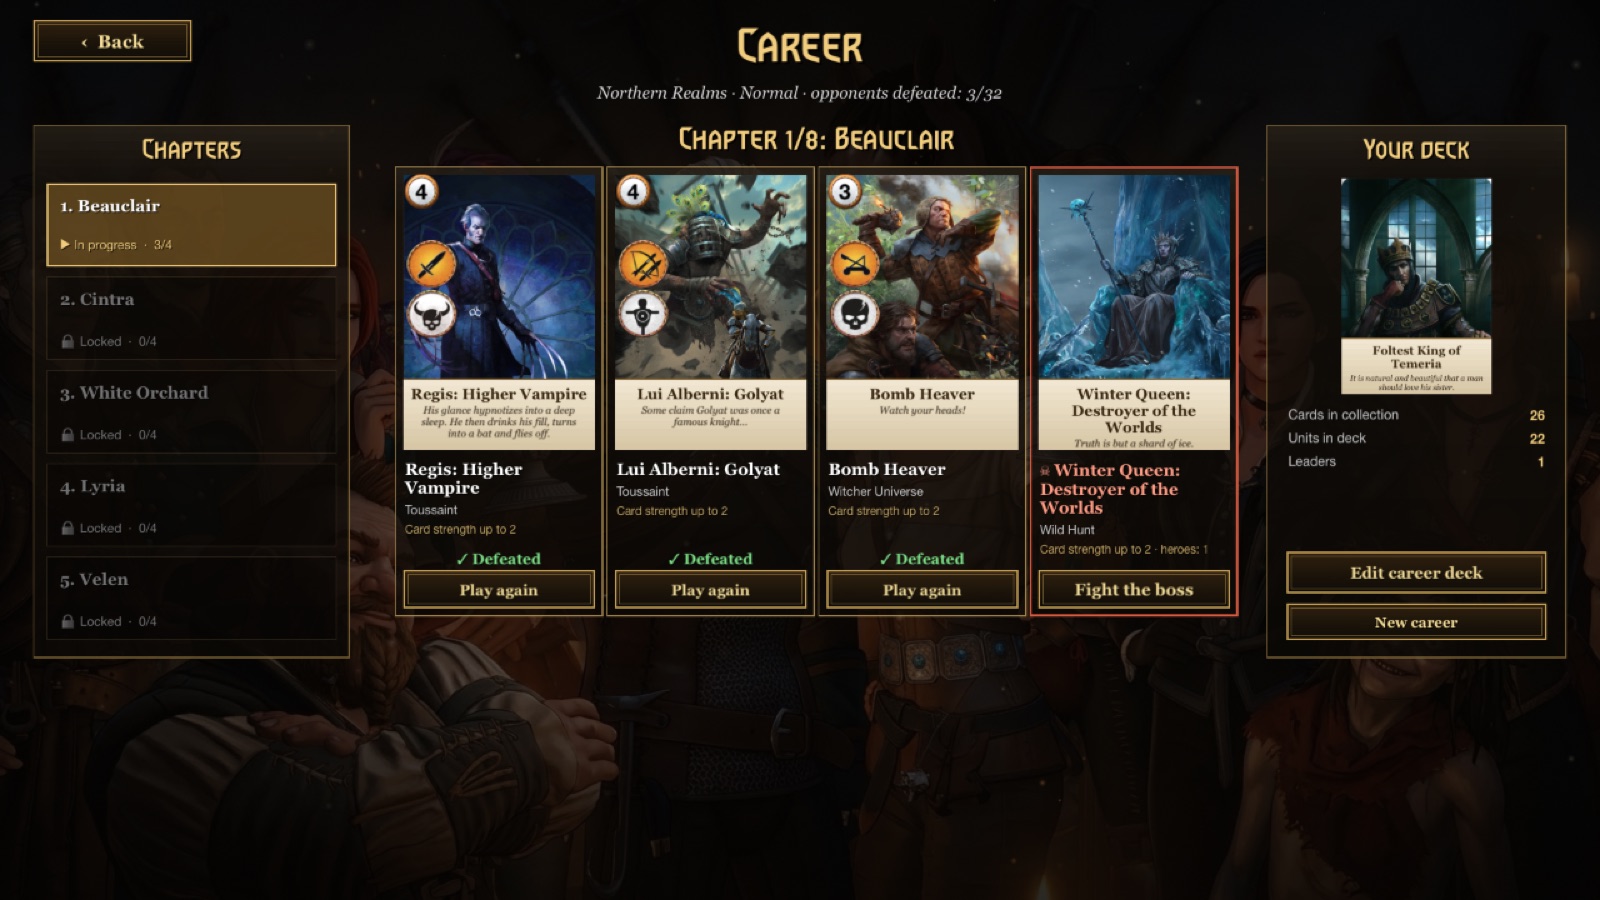 ‹ Back
Career
Northern Realms · Normal · opponents defeated: 3/32
Chapters
1. Beauclair
In progress · 3/4
2. Cintra
Locked · 0/4
3. White Orchard
Locked · 0/4
4. Lyria
Locked · 0/4
5. Velen
Locked · 0/4
Chapter 1/8: Beauclair
4
Regis: Higher Vampire
His glance hypnotizes into a deep
sleep. He then drinks his fill, turns
into a bat and flies off.
Regis: Higher
Vampire
Toussaint
Card strength up to 2
✓ Defeated
Play again
4
Lui Alberni: Golyat
Some claim Golyat was once a
famous knight...
Lui Alberni: Golyat
Toussaint
Card strength up to 2
✓ Defeated
Play again
3
Bomb Heaver
Watch your heads!
Bomb Heaver
Witcher Universe
Card strength up to 2
✓ Defeated
Play again
Winter Queen:
Destroyer of the
Worlds
Truth is but a shard of ice.
☠ Winter Queen:
Destroyer of the
Worlds
Wild Hunt
Card strength up to 2 · heroes: 1
Fight the boss
Your deck
Foltest King of
Temeria
It is natural and beautiful that a man
should love his sister.
Cards in collection 26
Units in deck 22
Leaders 1
Edit career deck
New career